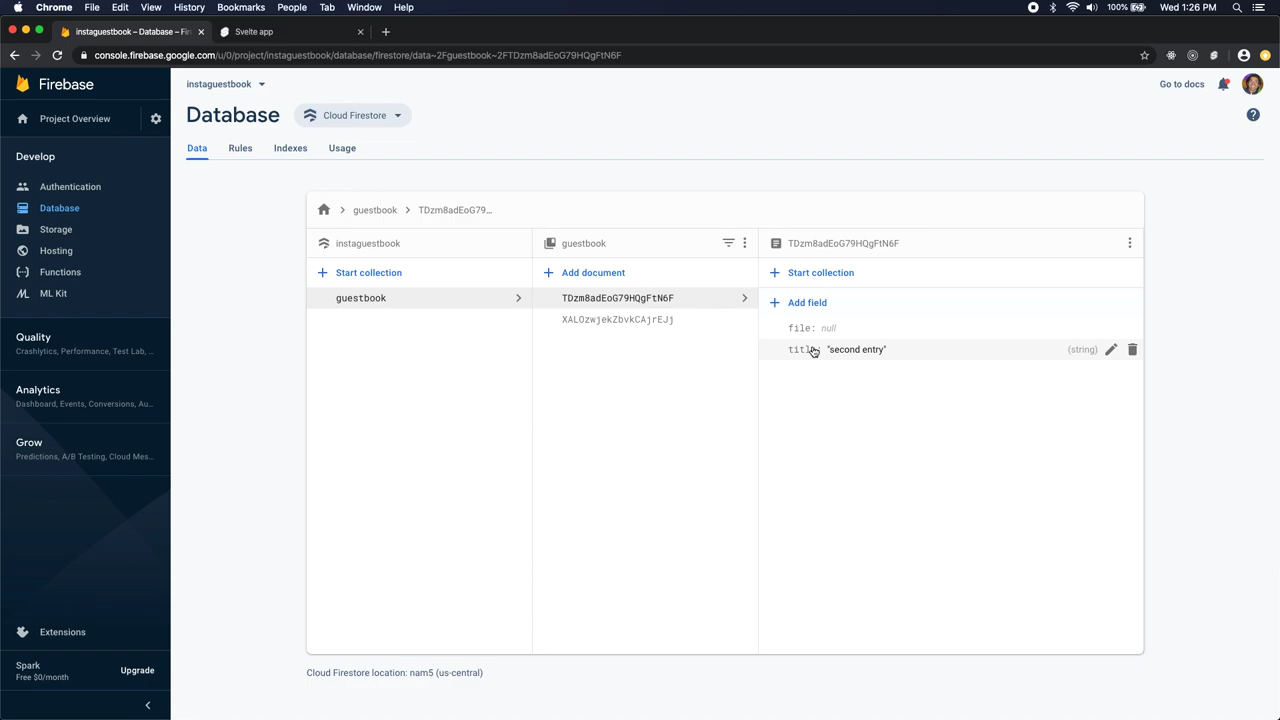 Chrome File Edit View History Bookmarks People Tab Window Help 100% Wed 1:26 PM
instaguestbook – Database – Fir Svelte app
console.firebase.google.com/u/0/project/instaguestbook/database/firestore/data~2Fguestbook~2FTDzm8adEoG79HQgFtN6F
Firebase
instaguestbook
Go to docs
Project Overview
Database
Cloud Firestore
Data Rules Indexes Usage
Develop
Authentication
Database
Storage
Hosting
Functions
ML Kit
Quality
Crashlytics, Performance, Test Lab, ...
Analytics
Dashboard, Events, Conversions, Au...
Grow
Predictions, A/B Testing, Cloud Mes...
Extensions
Spark
Free $0/month
Upgrade
guestbook TDzm8adEoG79...
instaguestbook
Start collection
guestbook
guestbook
Add document
TDzm8adEoG79HQgFtN6F
XALOzwjekZbvkCAjrEJj
TDzm8adEoG79HQgFtN6F
Start collection
Add field
file: null
title: "second entry" (string)
Cloud Firestore location: nam5 (us-central)